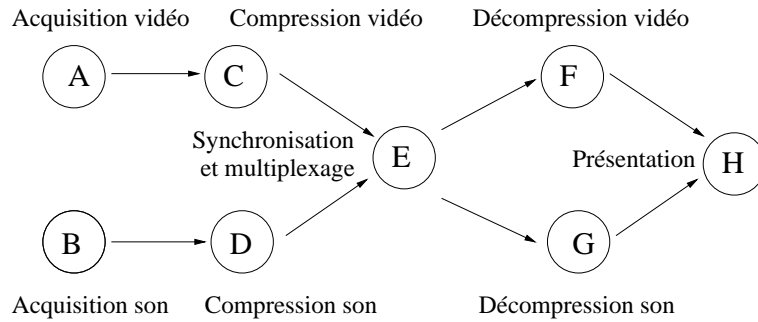 Acquisition vidéo
Compression vidéo
Décompression vidéo
A
C
F
Synchronisation
et multiplexage
E
Présentation
H
B
D
G
Acquisition son
Compression son
Décompression son